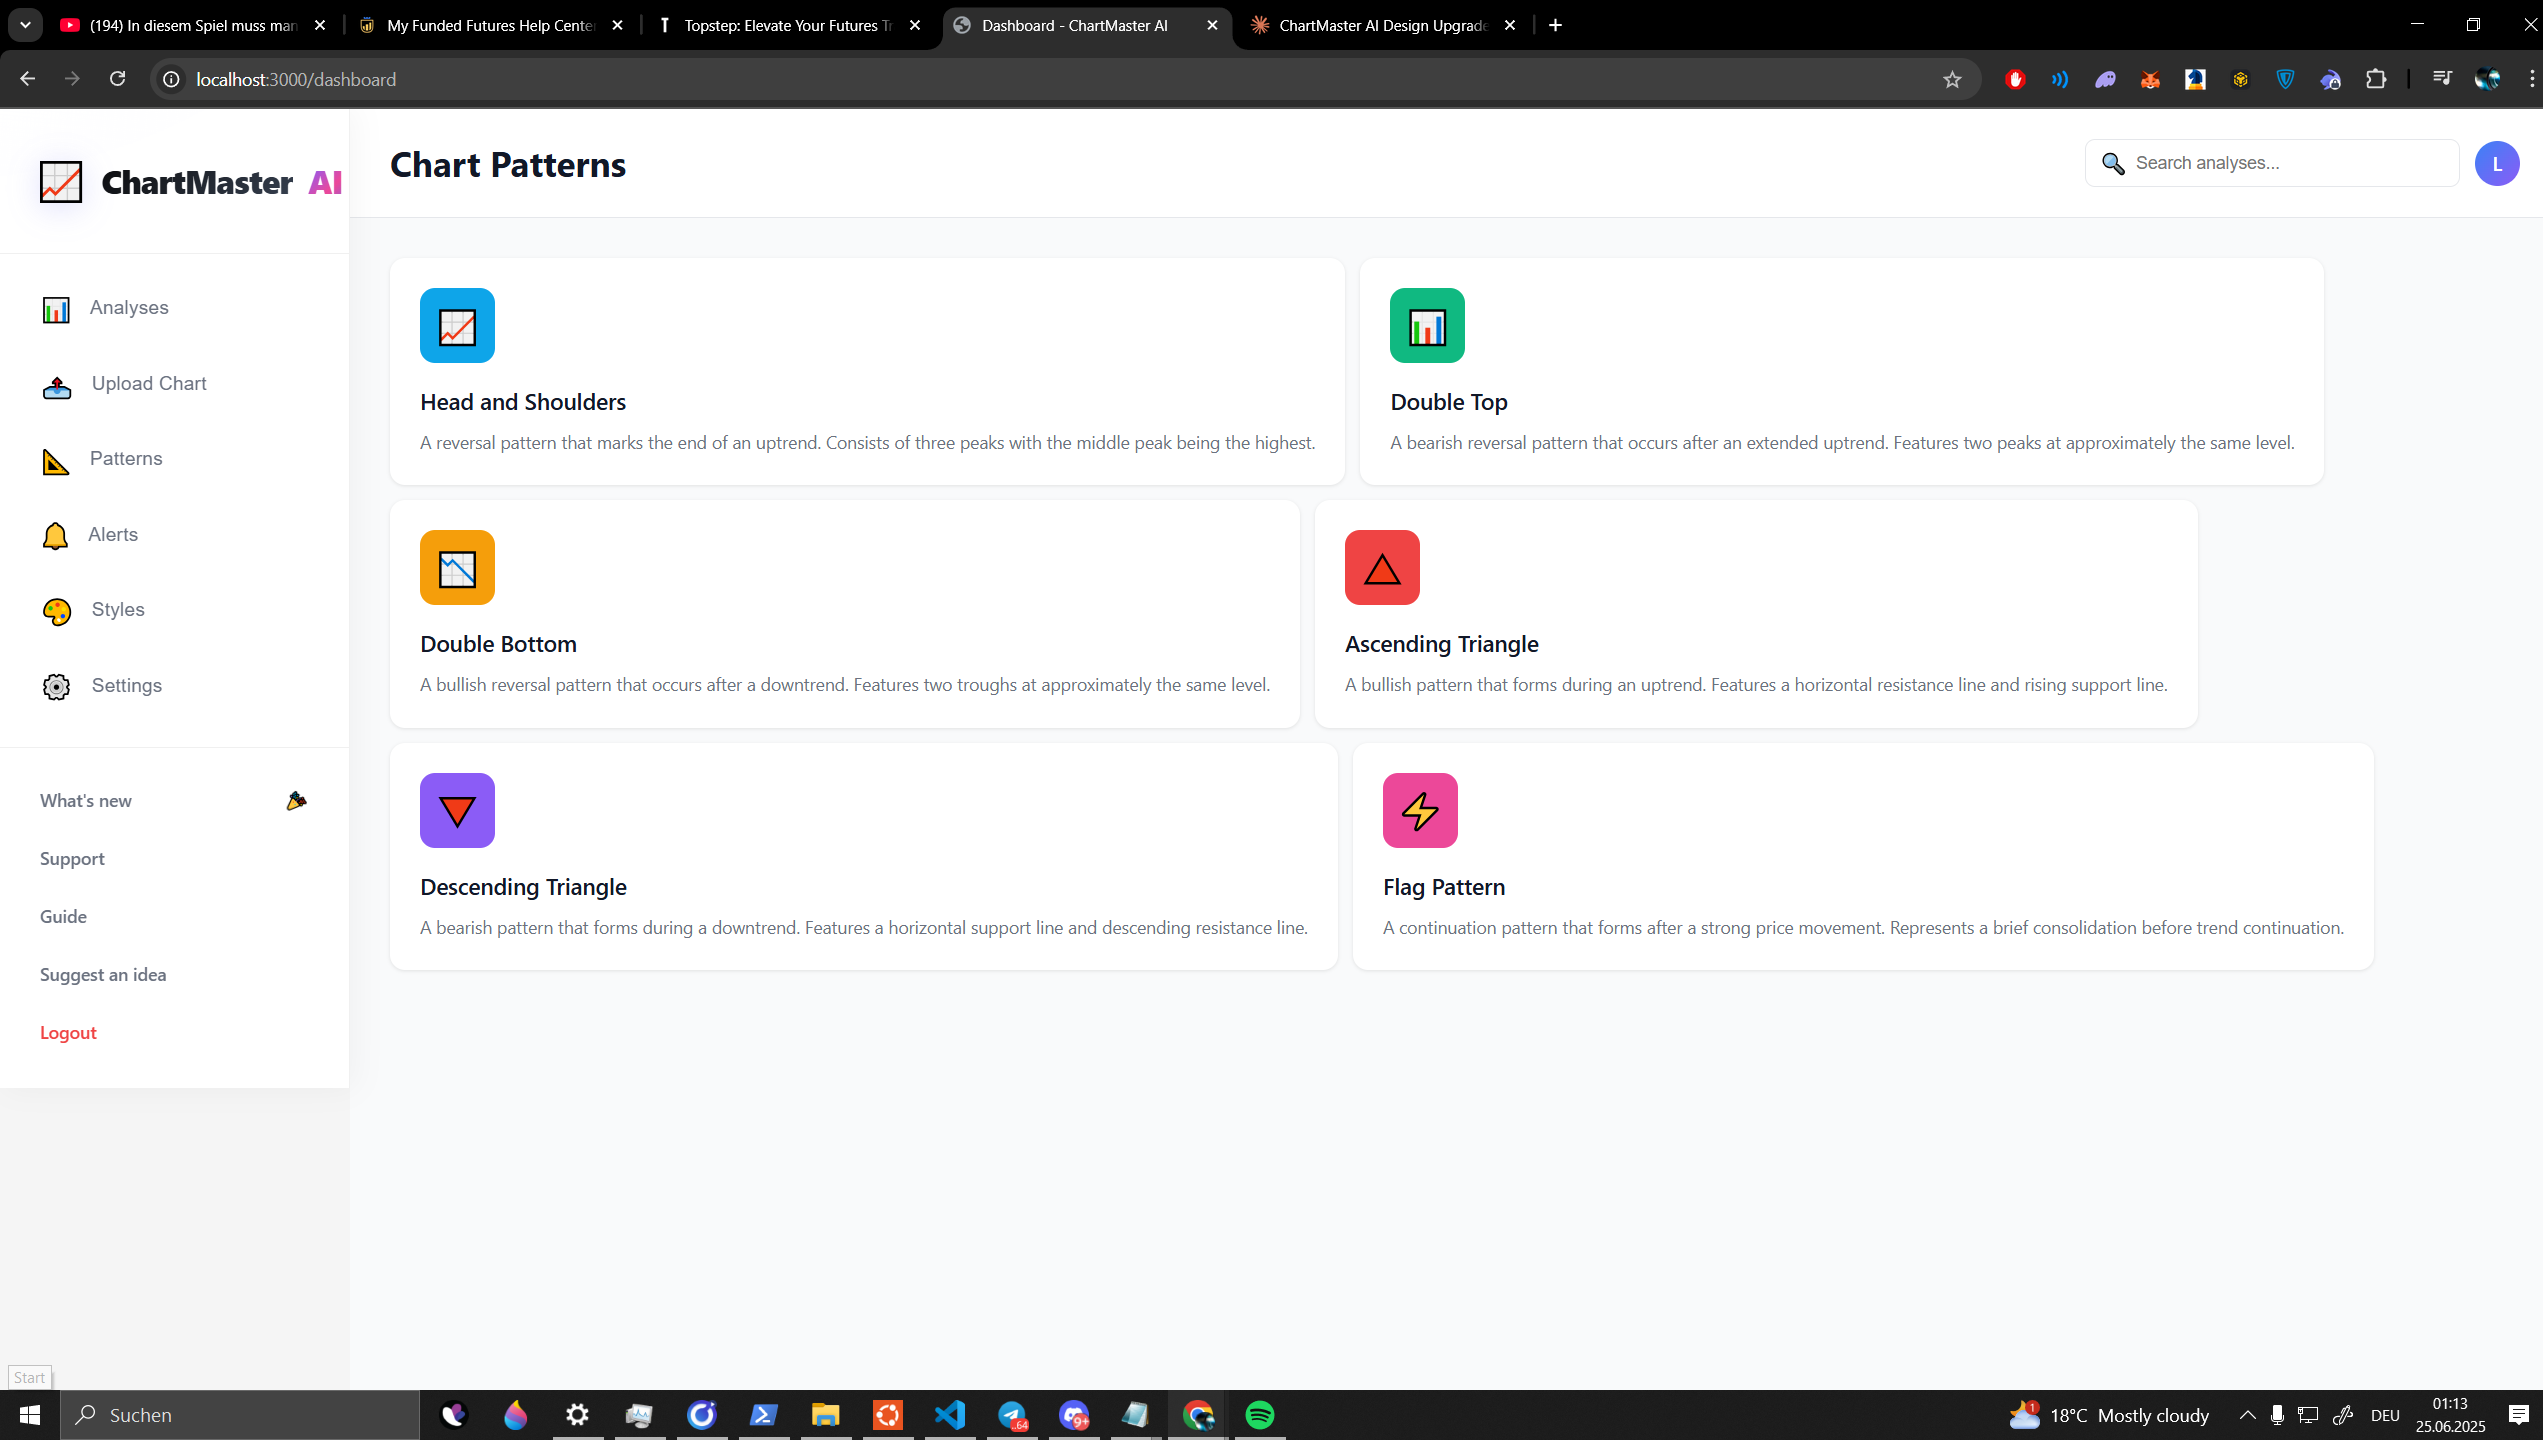 (194) In diesem Spiel muss man
My Funded Futures Help Center
Topstep: Elevate Your Futures Tr
Dashboard - ChartMaster AI
ChartMaster AI Design Upgrade
localhost:3000/dashboard
ChartMaster AI
Chart Patterns
Search analyses...
L
Analyses
Upload Chart
Patterns
Alerts
Styles
Settings
What's new
Support
Guide
Suggest an idea
Logout
Head and Shoulders
A reversal pattern that marks the end of an uptrend. Consists of three peaks with the middle peak being the highest.
Double Top
A bearish reversal pattern that occurs after an extended uptrend. Features two peaks at approximately the same level.
Double Bottom
A bullish reversal pattern that occurs after a downtrend. Features two troughs at approximately the same level.
Ascending Triangle
A bullish pattern that forms during an uptrend. Features a horizontal resistance line and rising support line.
Descending Triangle
A bearish pattern that forms during a downtrend. Features a horizontal support line and descending resistance line.
Flag Pattern
A continuation pattern that forms after a strong price movement. Represents a brief consolidation before trend continuation.
Start
Suchen
64
9+
1
18°C Mostly cloudy
DEU
01:13
25.06.2025